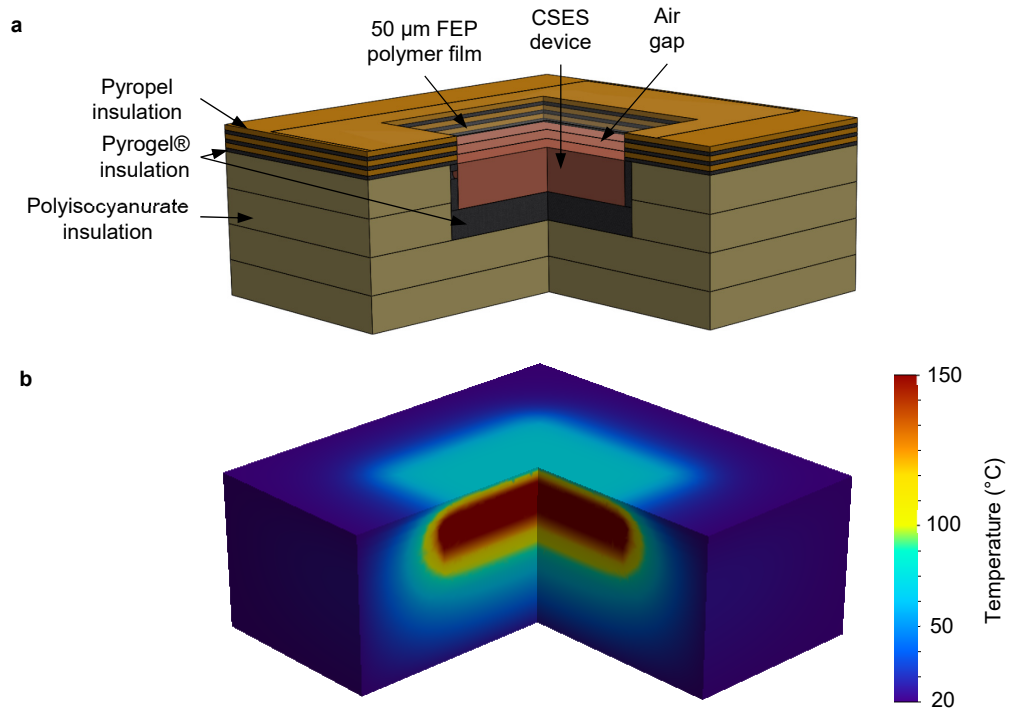 a
50 µm FEP
polymer film
CSES
device
Air
gap
Pyropel
insulation
Pyrogel®
insulation
Polyisocyanurate
insulation
b
150
100
50
20
Temperature (°C)